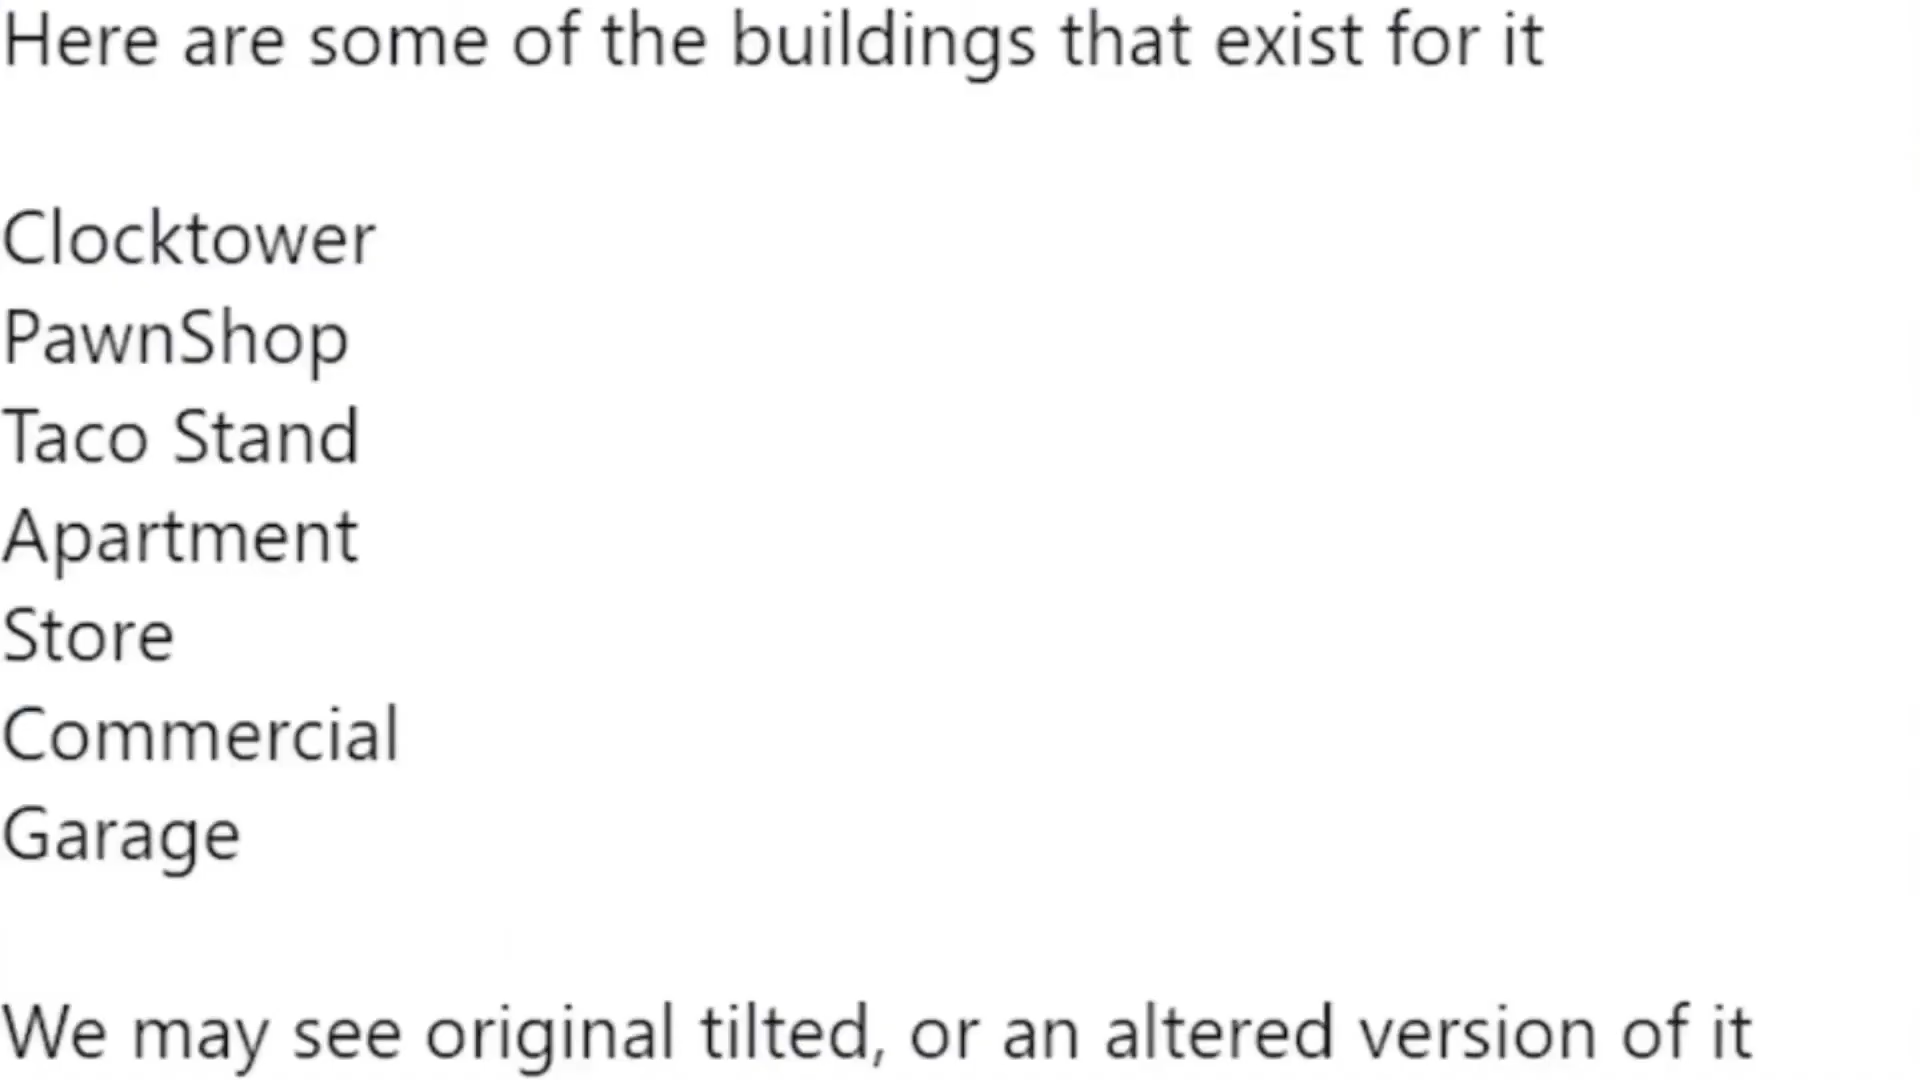 Here are some of the buildings that exist for it
Clocktower
PawnShop
Taco Stand
Apartment
Store
Commercial
Garage
We may see original tilted, or an altered version of it